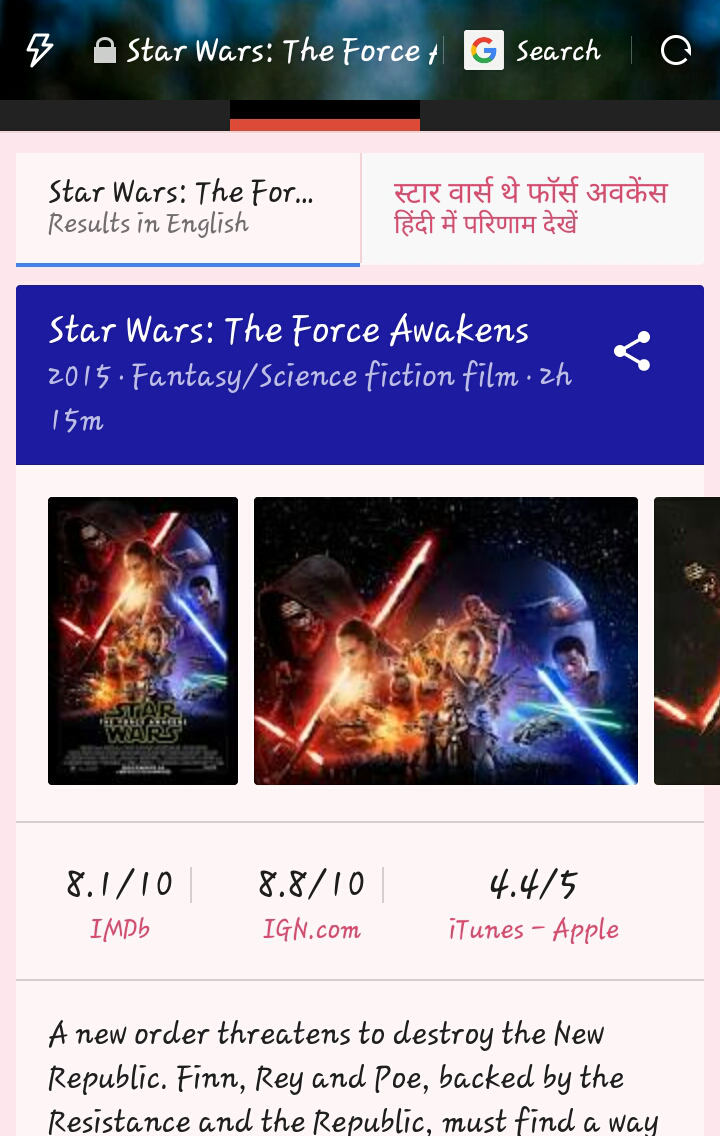 Star Wars: The Force
Search
Star Wars: The For...
Results in English
स्टार वार्स थे फॉर्स अवकेंस
हिंदी में परिणाम देखें
Star Wars: The Force Awakens
2015 · Fantasy/Science fiction film · 2h
15m
STAR
THE FORCE AWAKENS
WARS
8.1/10
IMDb
8.8/10
IGN.com
4.4/5
iTunes – Apple
A new order threatens to destroy the New
Republic. Finn, Rey and Poe, backed by the
Resistance and the Republic, must find a way